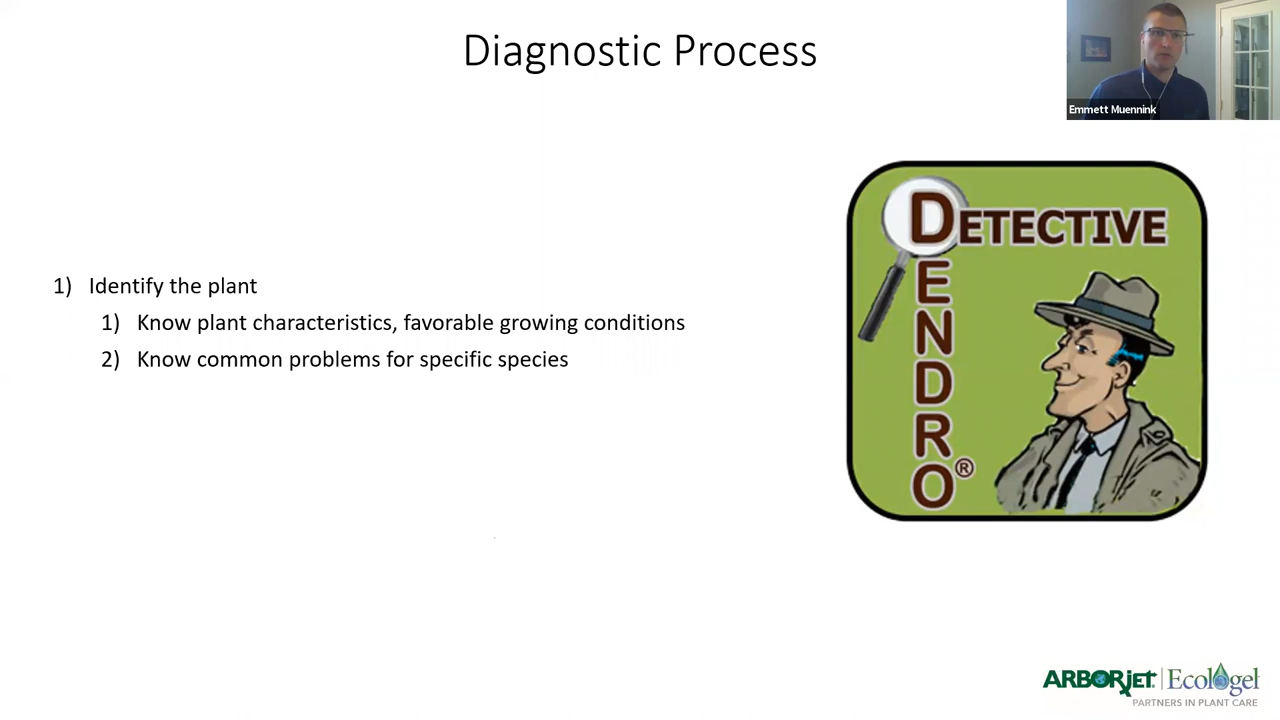 Diagnostic Process
Emmett Muennink
DETECTIVE
DENDRO®
1) Identify the plant
1) Know plant characteristics, favorable growing conditions
2) Know common problems for specific species
ARBORjET | Ecologel
PARTNERS IN PLANT CARE